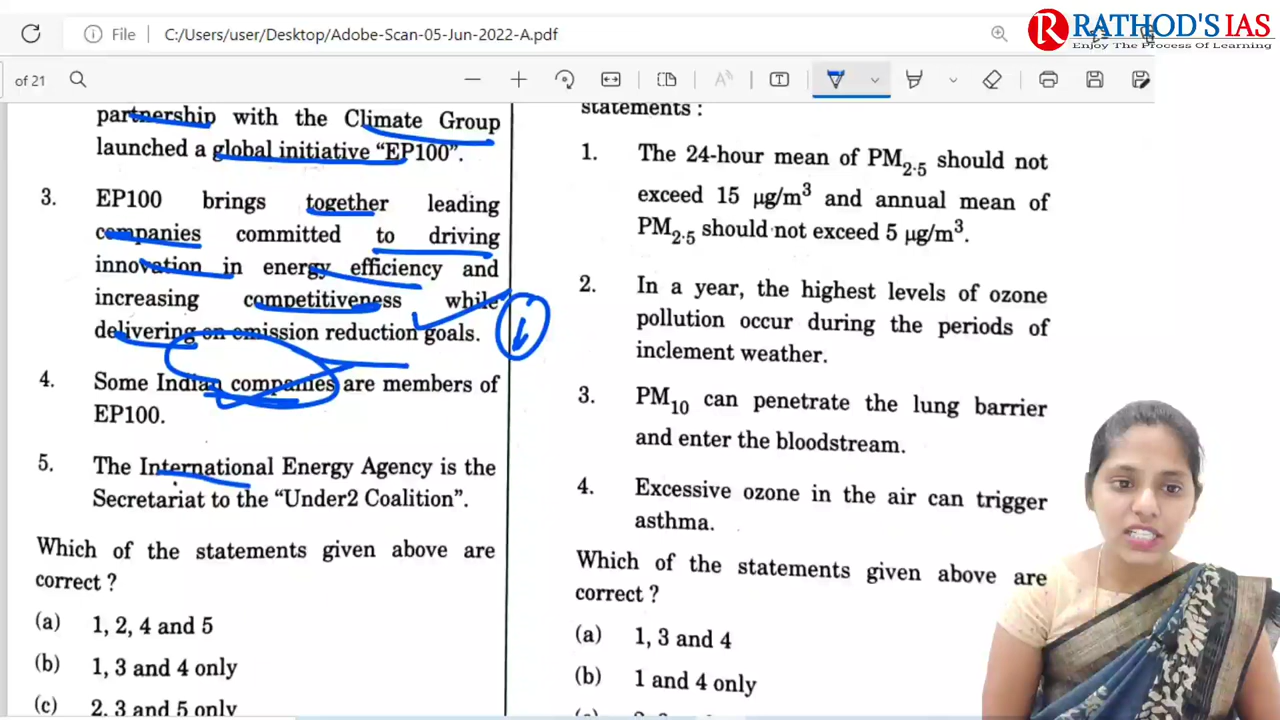 File
C:/Users/user/Desktop/Adobe-Scan-05-Jun-2022-A.pdf
R RATHOD'S IAS
Enjoy The Process Of Learning
of 21
partnership with the Climate Group
launched a global initiative “EP100”.
3. EP100 brings together leading
companies committed to driving
innovation in energy efficiency and
increasing competitiveness while
delivering on emission reduction goals.
4. Some Indian companies are members of
EP100.
5. The International Energy Agency is the
Secretariat to the “Under2 Coalition”.
Which of the statements given above are
correct ?
(a) 1, 2, 4 and 5
(b) 1, 3 and 4 only
(c) 2, 3 and 5 only
statements :
1. The 24-hour mean of PM2.5 should not
exceed 15 µg/m³ and annual mean of
PM2.5 should not exceed 5 µg/m³.
2. In a year, the highest levels of ozone
pollution occur during the periods of
inclement weather.
3. PM10 can penetrate the lung barrier
and enter the bloodstream.
4. Excessive ozone in the air can trigger
asthma.
Which of the statements given above are
correct ?
(a) 1, 3 and 4
(b) 1 and 4 only